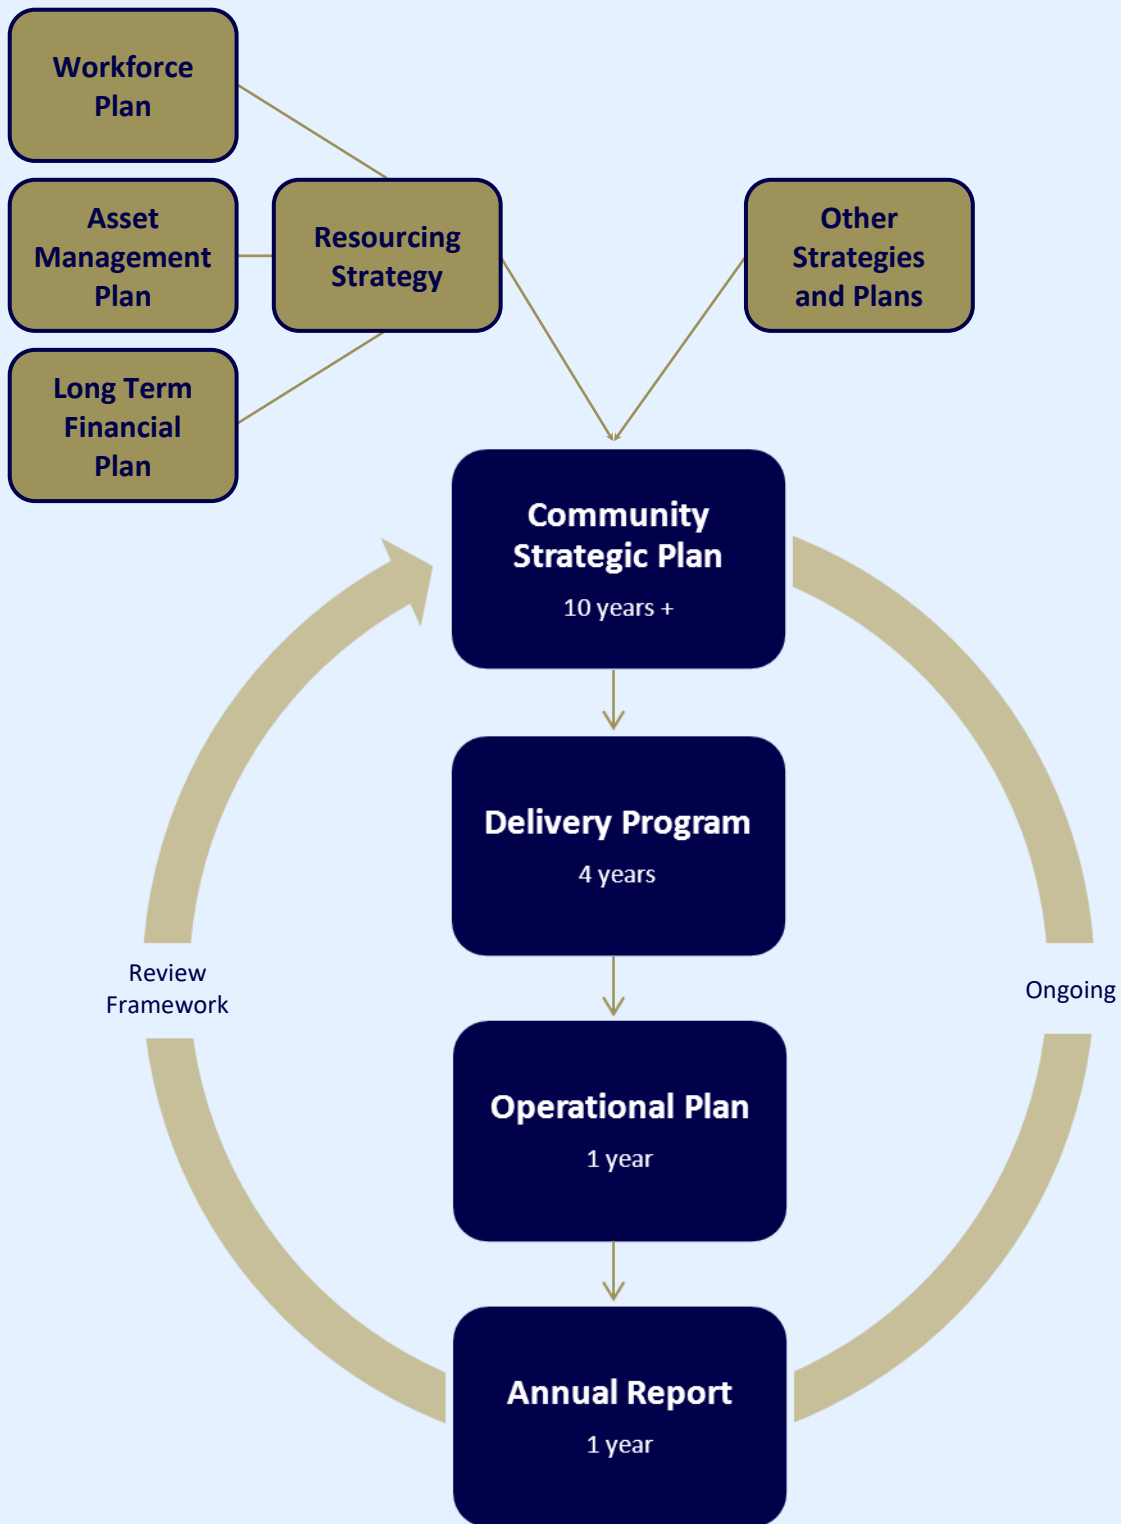 Workforce
Plan
Asset
Management
Plan
Long Term
Financial
Plan
Resourcing
Strategy
Other
Strategies
and Plans
Community
Strategic Plan
10 years +
Delivery Program
4 years
Review
Framework
Ongoing
Operational Plan
1 year
Annual Report
1 year